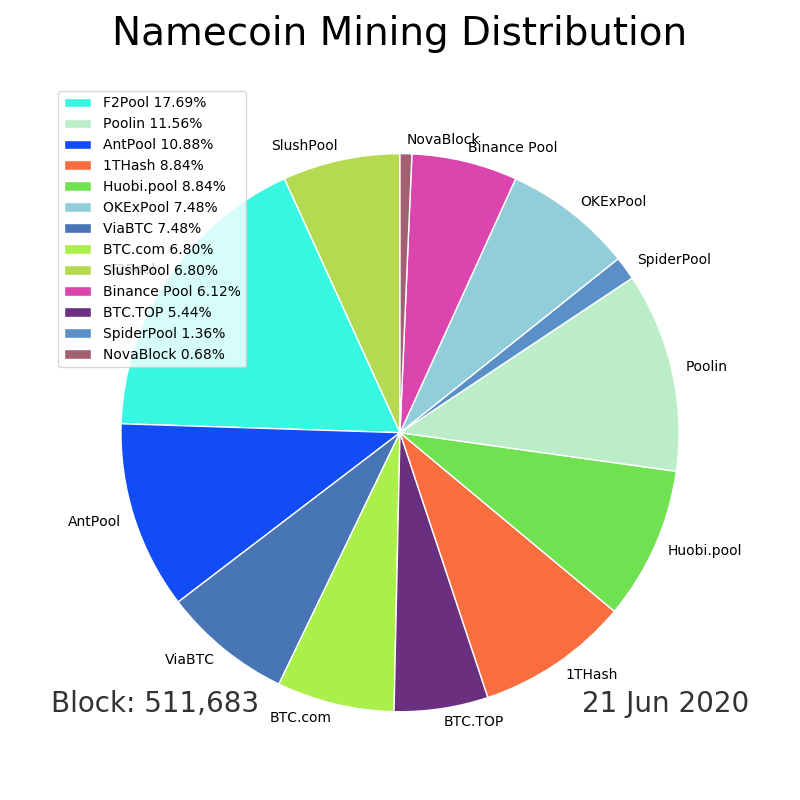 Namecoin Mining Distribution
F2Pool 17.69%
Poolin 11.56%
AntPool 10.88%
1THash 8.84%
Huobi.pool 8.84%
OKExPool 7.48%
ViaBTC 7.48%
BTC.com 6.80%
SlushPool 6.80%
Binance Pool 6.12%
BTC.TOP 5.44%
SpiderPool 1.36%
NovaBlock 0.68%
SlushPool
NovaBlock
Binance Pool
OKExPool
SpiderPool
Poolin
Huobi.pool
1THash
BTC.TOP
BTC.com
ViaBTC
AntPool
Block: 511,683
21 Jun 2020